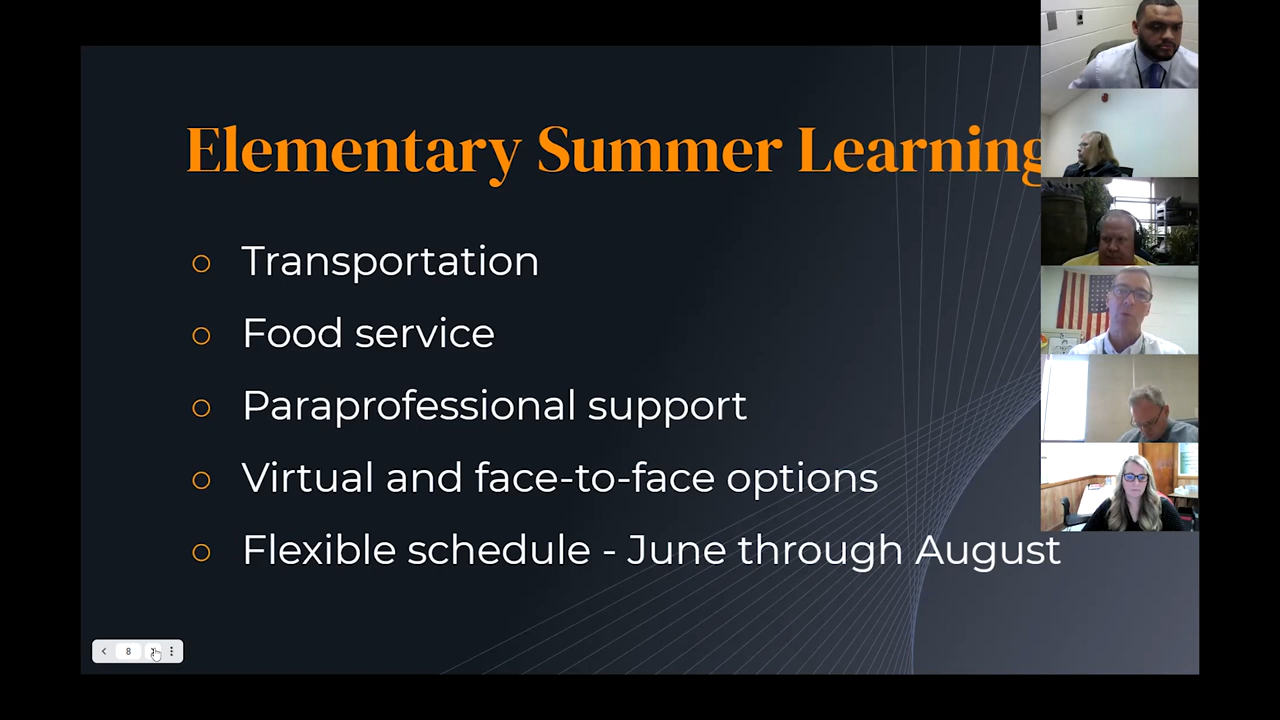 Elementary Summer Learning
Transportation
Food service
Paraprofessional support
Virtual and face-to-face options
Flexible schedule - June through August
8